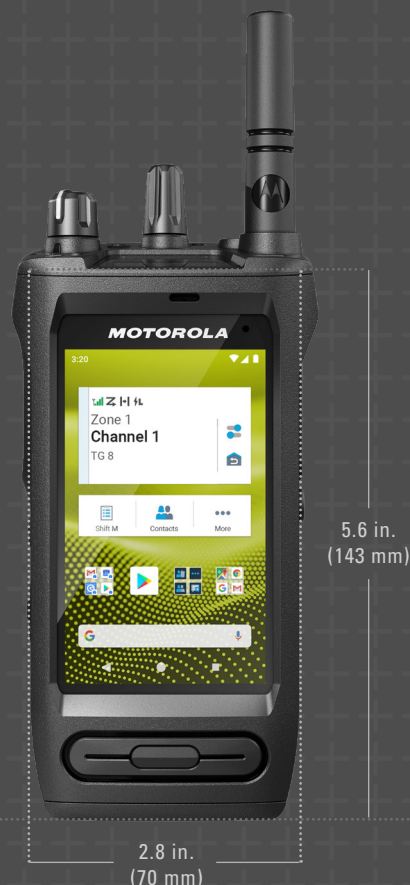 MOTOROLA
3:20
Zone 1
Channel 1
TG 8
Shift M
Contacts
More
G
5.6 in.
(143 mm)
2.8 in.
(70 mm)